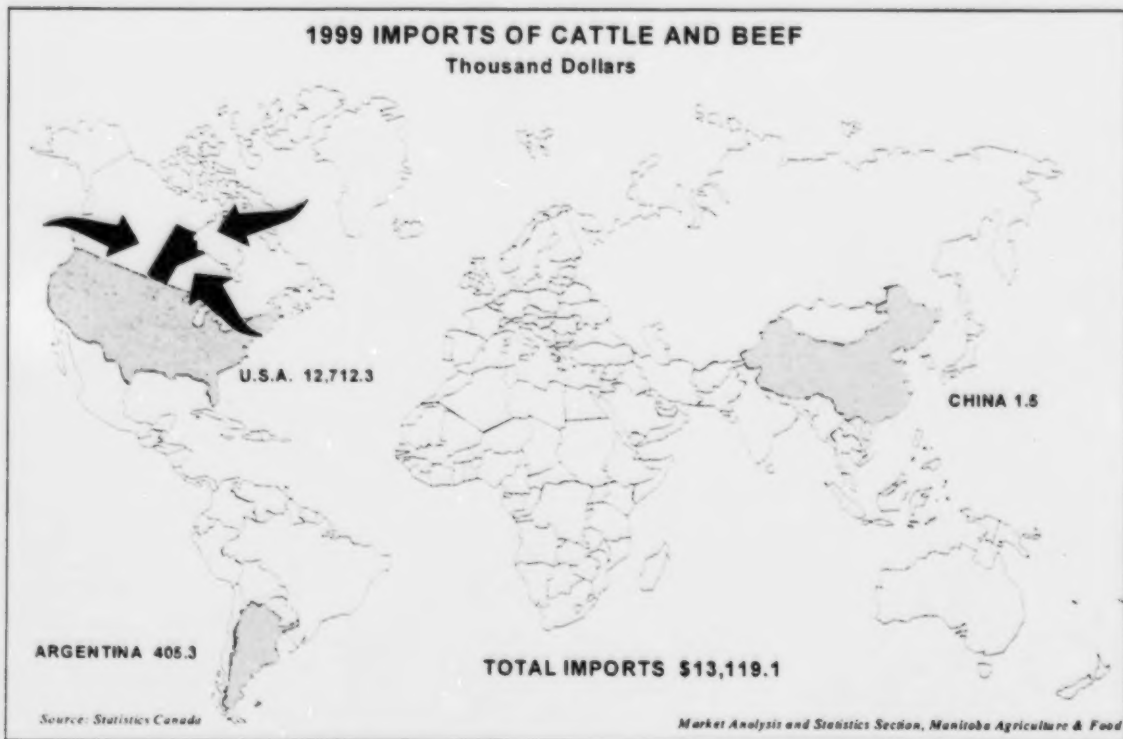 1999 IMPORTS OF CATTLE AND BEEF
Thousand Dollars
U.S.A. 12,712.3
CHINA 1.5
ARGENTINA 405.3
TOTAL IMPORTS $13,119.1
Source: Statistics Canada
Market Analysis and Statistics Section, Manitoba Agriculture & Food